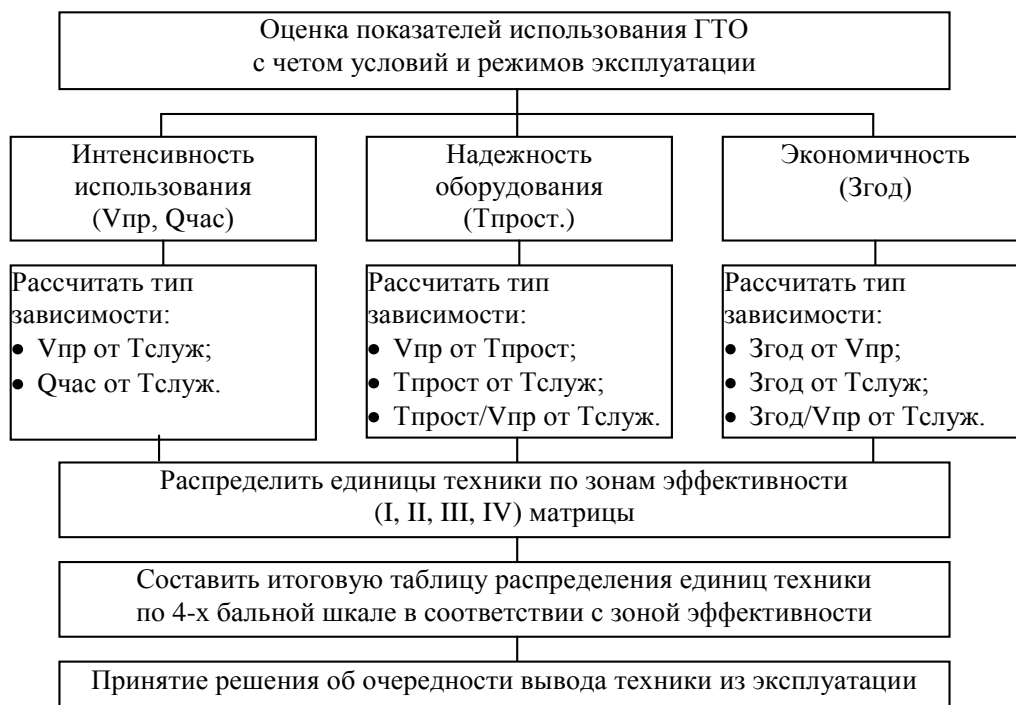 Оценка показателей использования ГТО
с четом условий и режимов эксплуатации
Интенсивность
использования
(Vпр, Qчас)
Надежность
оборудования
(Тпрост.)
Экономичность
(Згод)
Рассчитать тип
зависимости:
• Vпр от Тслуж;
• Qчас от Тслуж.
Рассчитать тип
зависимости:
• Vпр от Тпрост;
• Тпрост от Тслуж;
• Тпрост/Vпр от Тслуж.
Рассчитать тип
зависимости:
• Згод от Vпр;
• Згод от Тслуж;
• Згод/Vпр от Тслуж.
Распределить единицы техники по зонам эффективности
(I, II, III, IV) матрицы
Составить итоговую таблицу распределения единиц техники
по 4-х бальной шкале в соответствии с зоной эффективности
Принятие решения об очередности вывода техники из эксплуатации